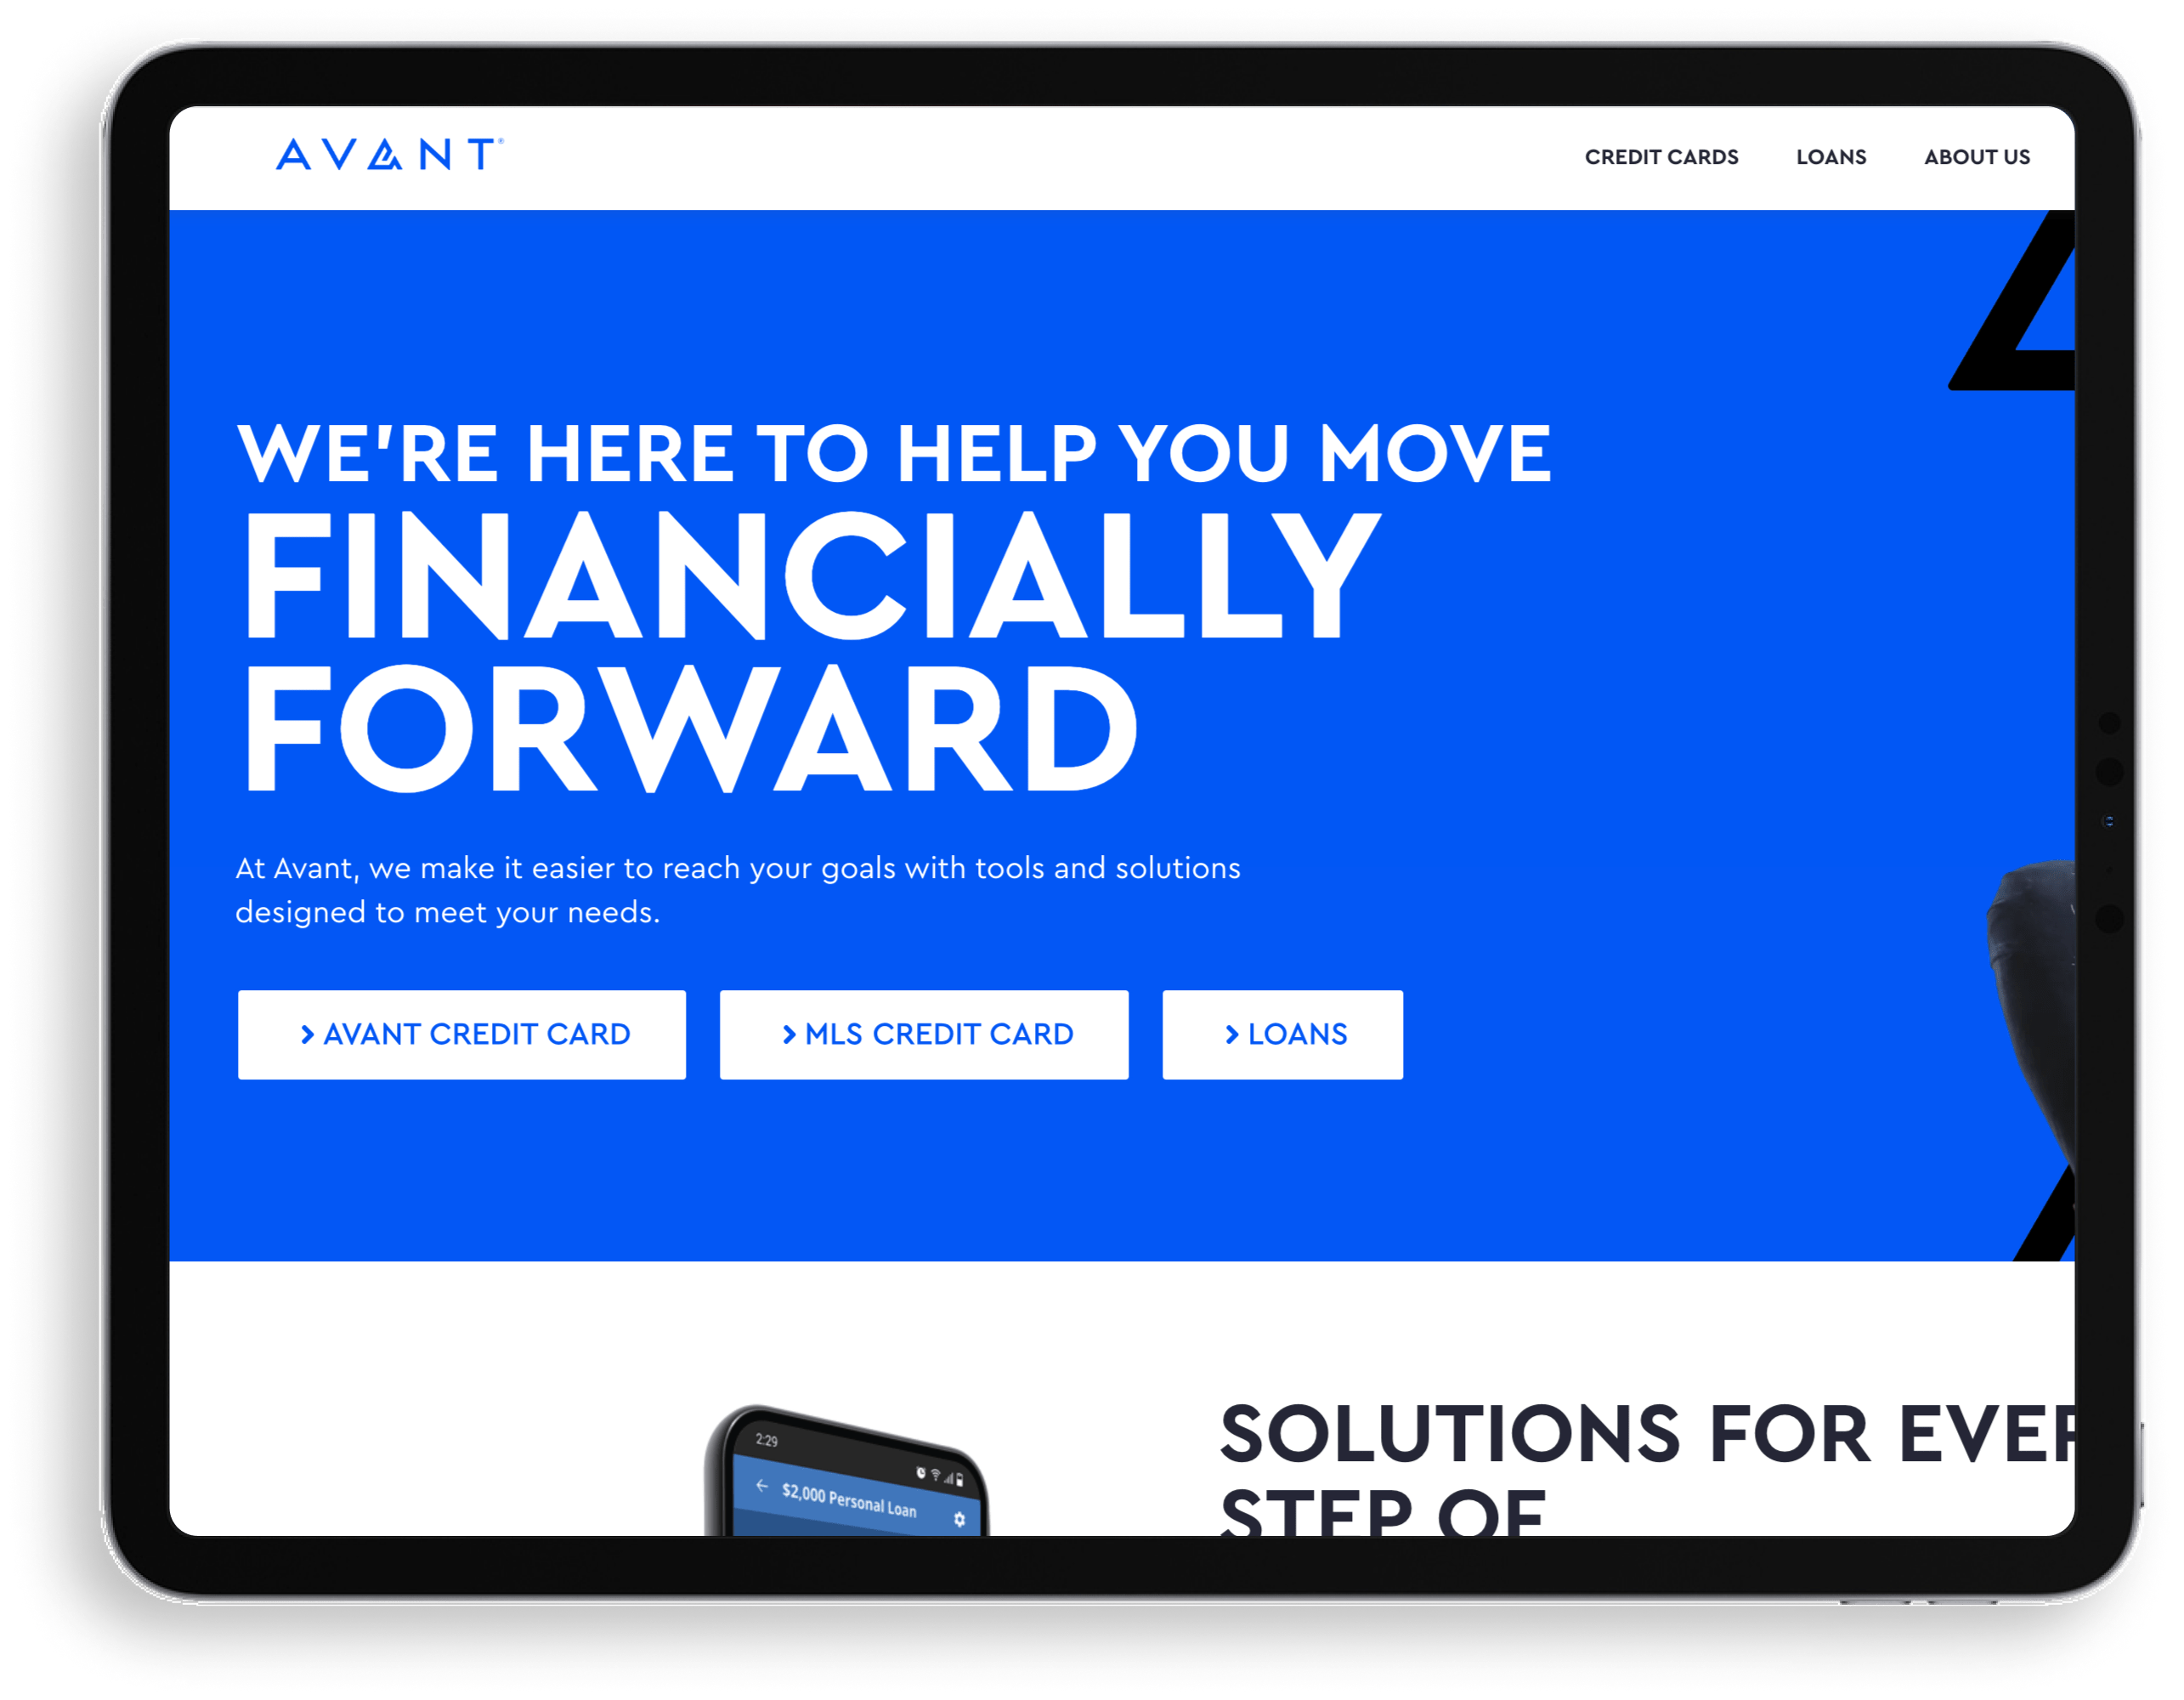 AVANT®
CREDIT CARDS LOANS ABOUT US
WE'RE HERE TO HELP YOU MOVE
FINANCIALLY
FORWARD
At Avant, we make it easier to reach your goals with tools and solutions
designed to meet your needs.
> AVANT CREDIT CARD > MLS CREDIT CARD > LOANS
SOLUTIONS FOR EVER
STEP OF
2:29
← $2,000 Personal Loan